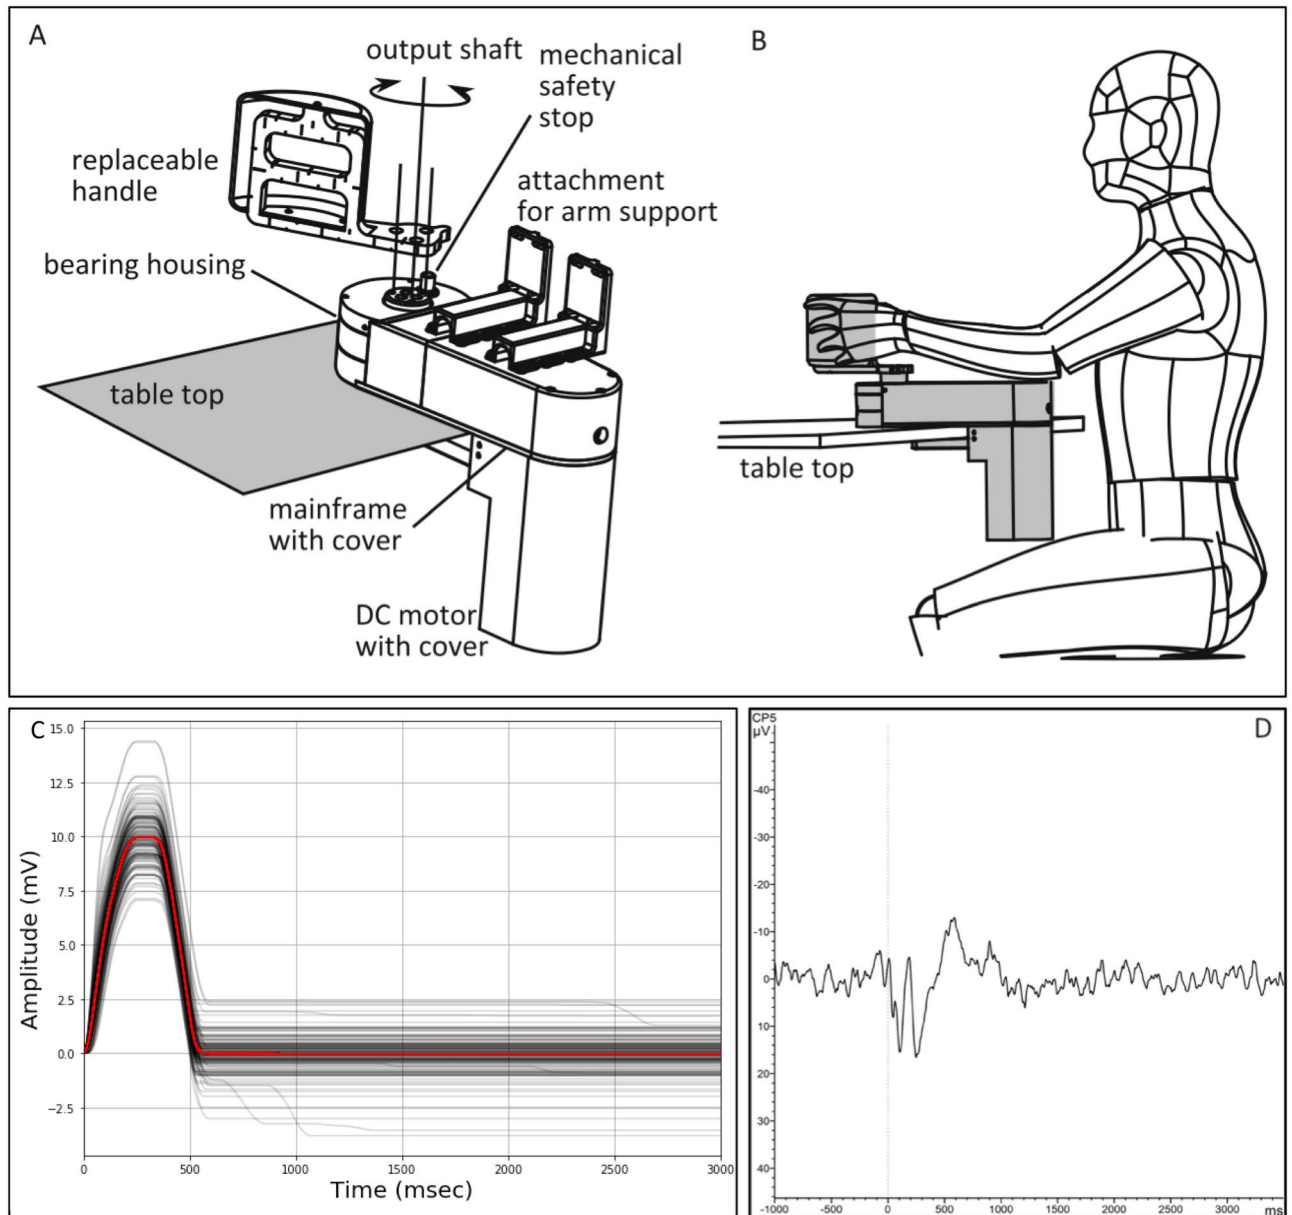 A
output shaft
mechanical
safety
stop
replaceable
handle
attachment
for arm support
bearing housing
table top
mainframe
with cover
DC motor
with cover
B
table top
C
15.0
12.5
10.0
7.5
5.0
2.5
0.0
−2.5
Amplitude (mV)
0
500
1000
1500
2000
2500
3000
Time (msec)
CP5
µV
D
-40
-30
-20
-10
0
10
20
30
40
-1000
-500
0
500
1000
1500
2000
2500
3000
ms